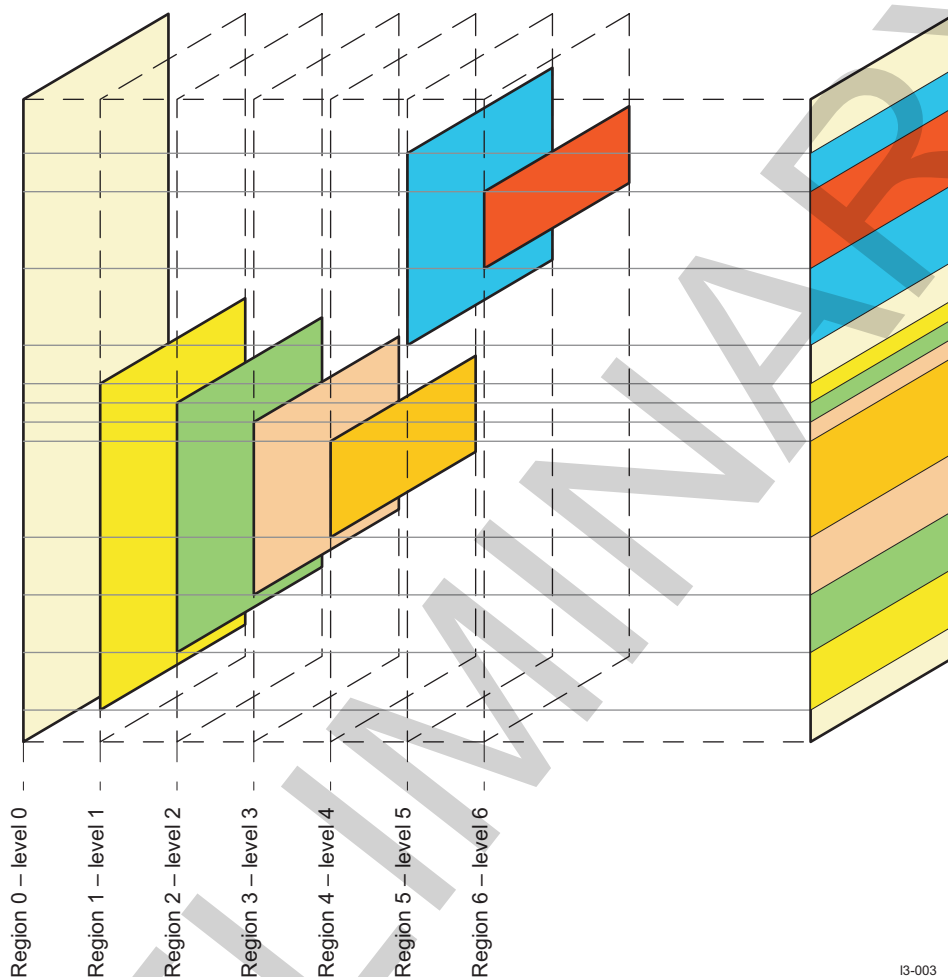 Region 0 – level 0
Region 1 – level 1
Region 2 – level 2
Region 3 – level 3
Region 4 – level 4
Region 5 – level 5
Region 6 – level 6
I3-003
ELIMINARY